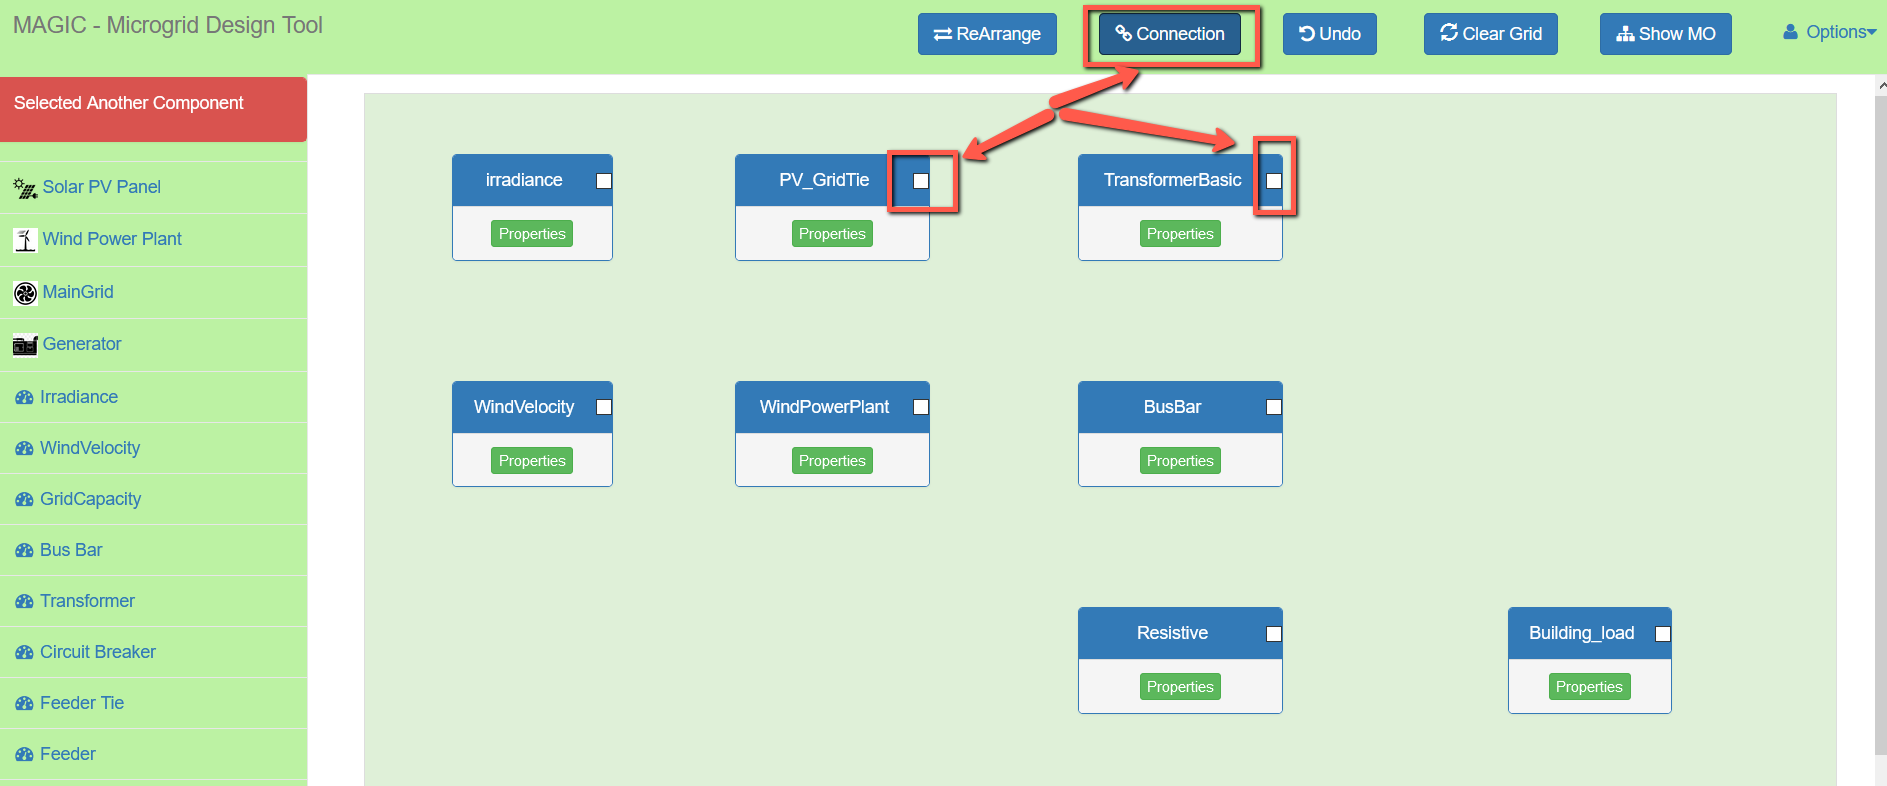 MAGIC - Microgrid Design Tool
ReArrange
Connection
Undo
Clear Grid
Show MO
Options
Selected Another Component
Solar PV Panel
Wind Power Plant
MainGrid
Generator
Irradiance
WindVelocity
GridCapacity
Bus Bar
Transformer
Circuit Breaker
Feeder Tie
Feeder
irradiance
Properties
PV_GridTie
Properties
TransformerBasic
Properties
WindVelocity
Properties
WindPowerPlant
Properties
BusBar
Properties
Resistive
Properties
Building_load
Properties